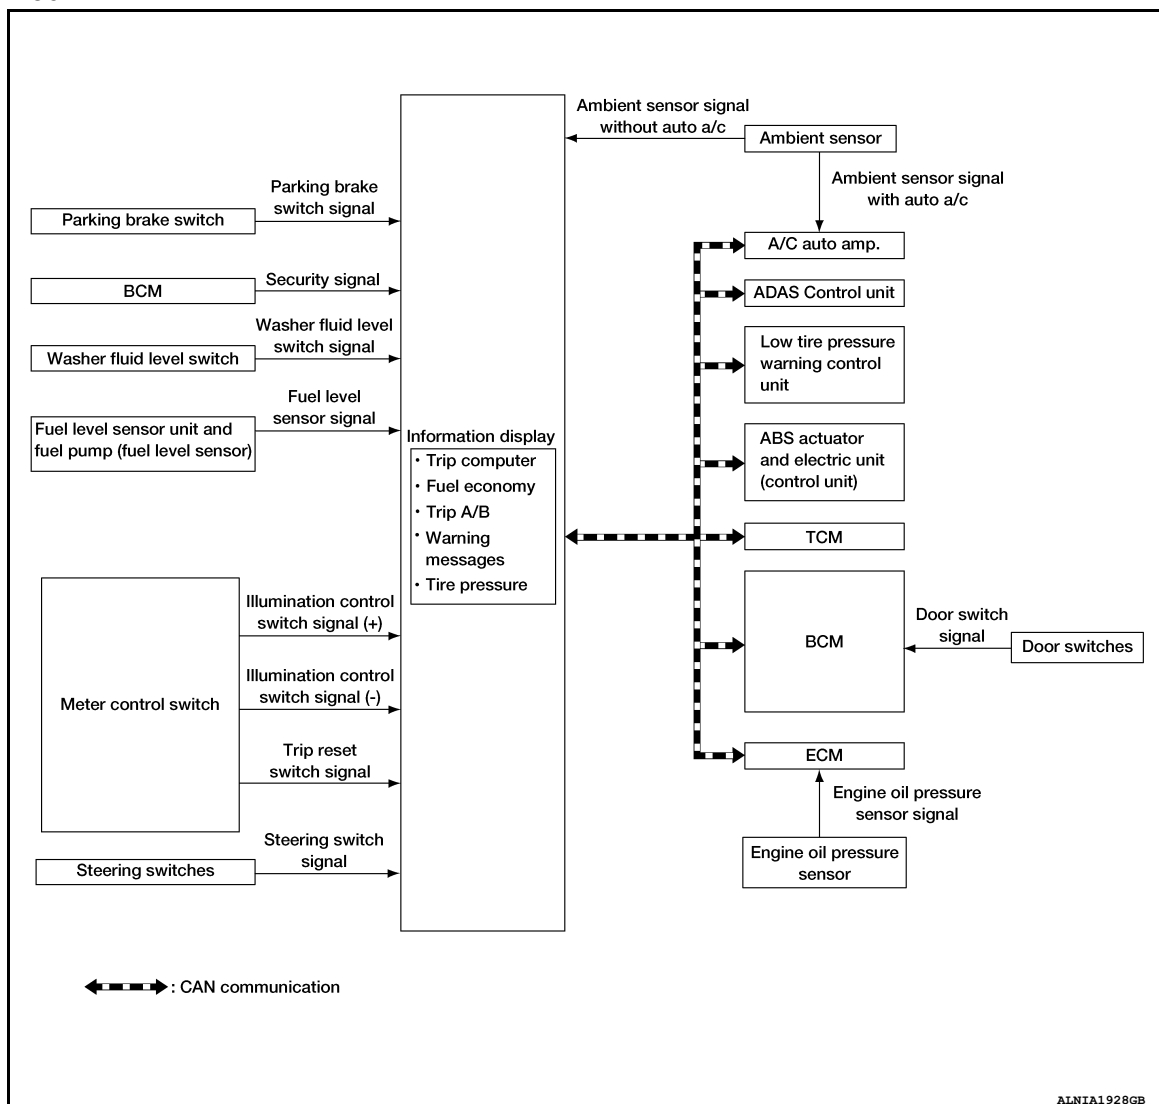 Ambient sensor signal
without auto a/c
Ambient sensor
Ambient sensor signal
with auto a/c
Parking brake
switch signal
Parking brake switch
A/C auto amp.
Security signal
BCM
ADAS Control unit
Washer fluid level
switch signal
Washer fluid level switch
Low tire pressure
warning control
unit
Fuel level
sensor signal
Fuel level sensor unit and
fuel pump (fuel level sensor)
Information display
· Trip computer
· Fuel economy
· Trip A/B
· Warning
messages
· Tire pressure
ABS actuator
and electric unit
(control unit)
TCM
Illumination control
switch signal (+)
Illumination control
switch signal (-)
Meter control switch
Trip reset
switch signal
BCM
Door switch
signal
Door switches
ECM
Engine oil pressure
sensor signal
Engine oil pressure
sensor
Steering switch
signal
Steering switches
: CAN communication
ALNIA1928GB